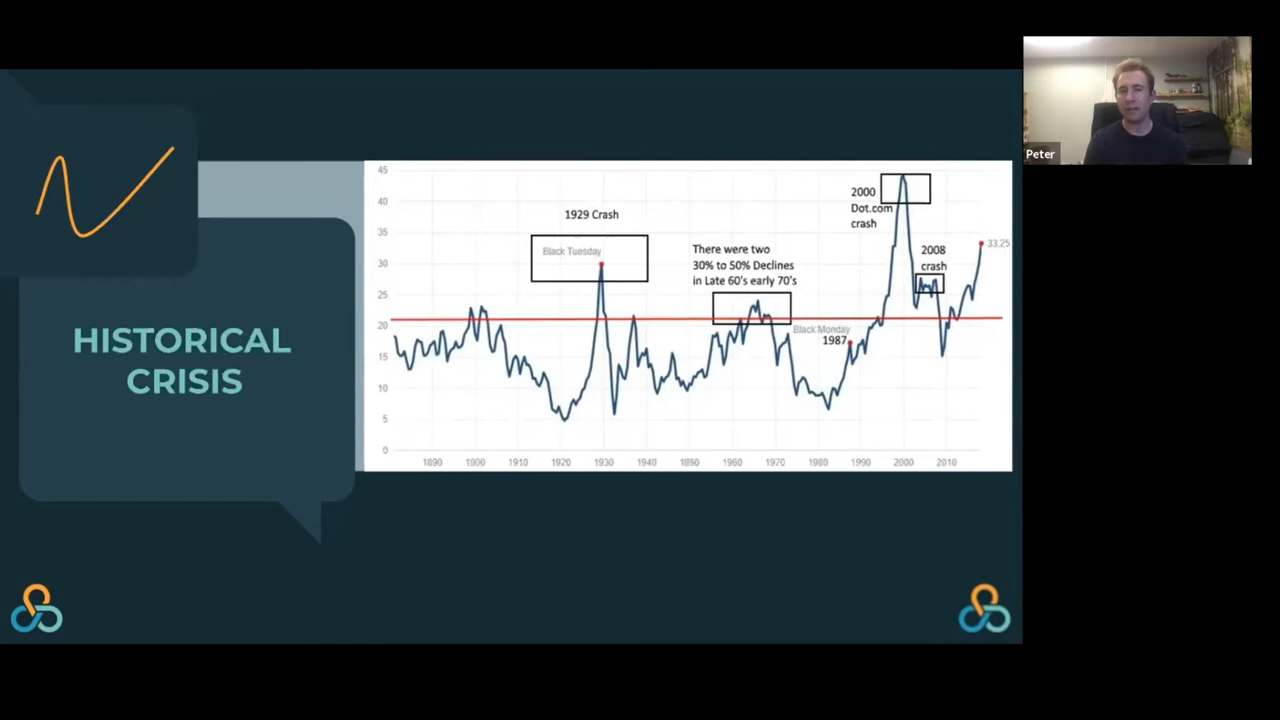 Peter
HISTORICAL
CRISIS
1929 Crash
Black Tuesday
There were two
30% to 50% Declines
in Late 60's early 70's
Black Monday
1987
2000
Dot.com
crash
2008
crash
33.25
45
40
35
30
25
20
15
10
5
0
1890 1900 1910 1920 1930 1940 1950 1960 1970 1980 1990 2000 2010